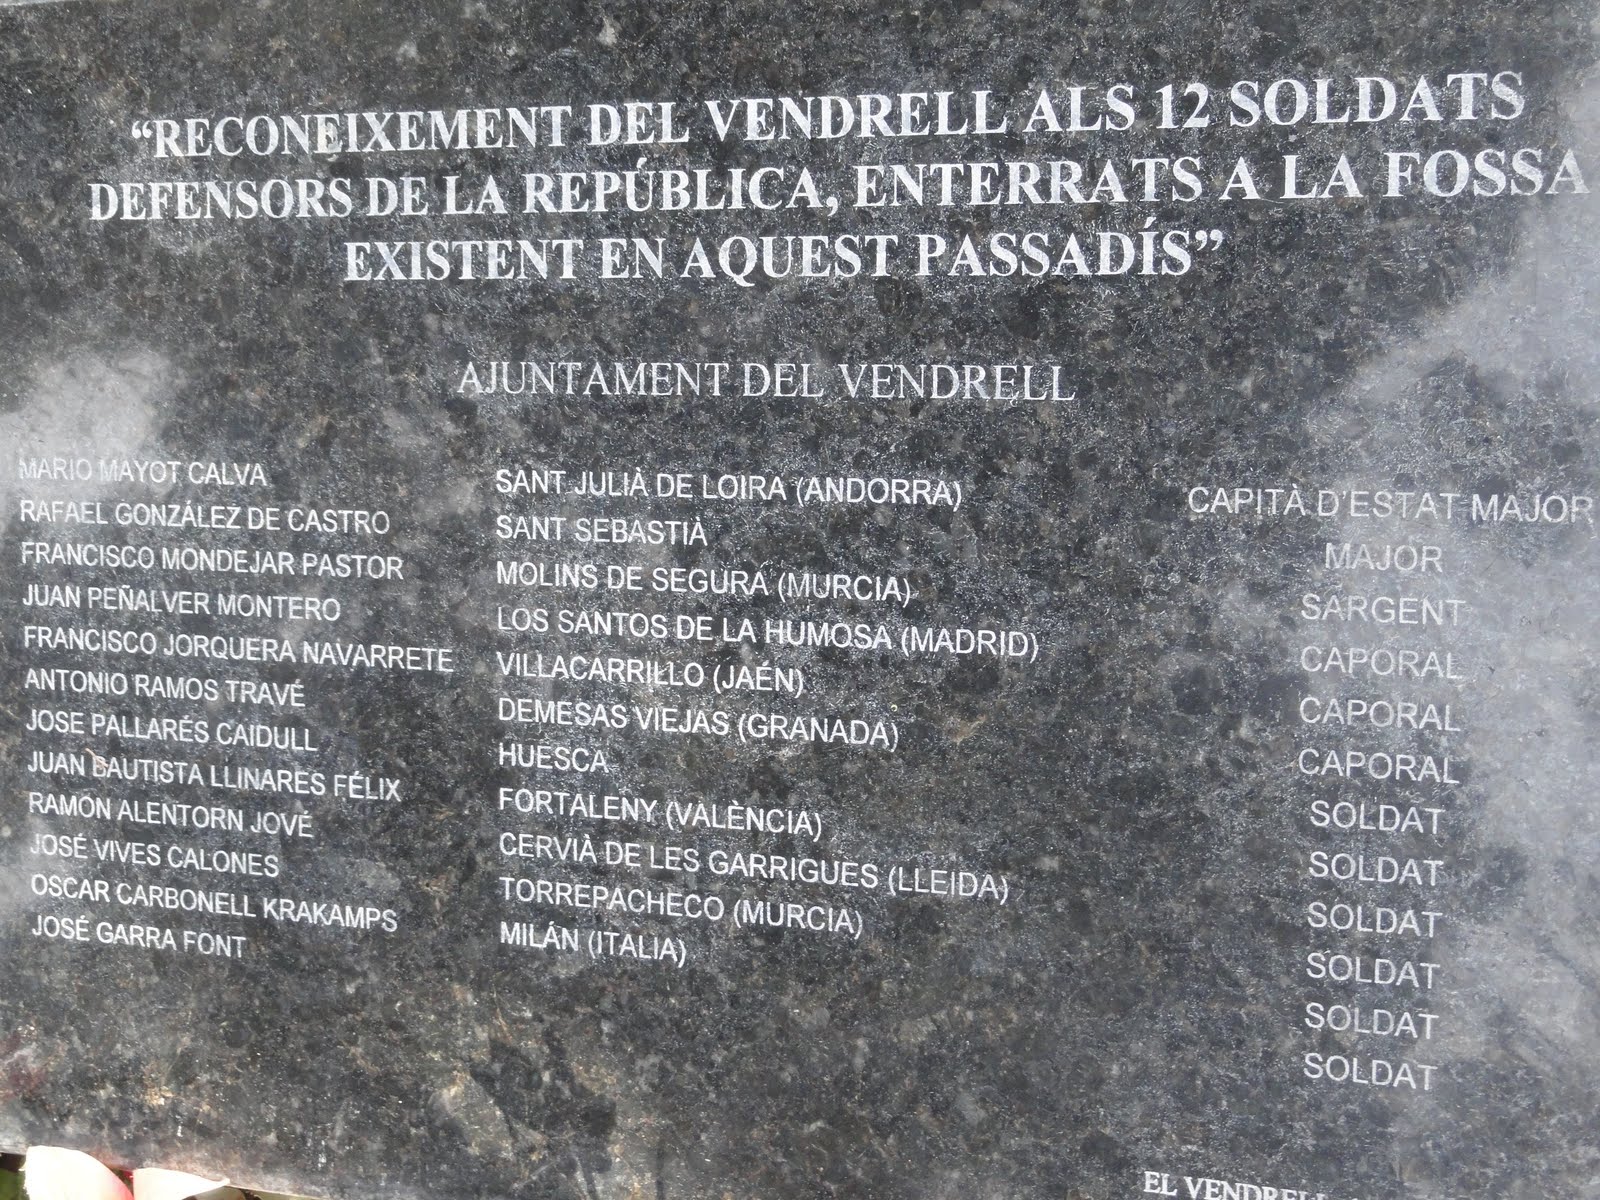 “RECONEIXEMENT DEL VENDRELL ALS 12 SOLDATS
DEFENSORS DE LA REPÚBLICA, ENTERRATS A LA FOSSA
EXISTENT EN AQUEST PASSADÍS”
AJUNTAMENT DEL VENDRELL
MARIO MAYOT CALVA SANT JULIÀ DE LOIRA (ANDORRA) CAPITÀ D'ESTAT MAJOR
RAFAEL GONZÁLEZ DE CASTRO SANT SEBASTIÀ MAJOR
FRANCISCO MONDEJAR PASTOR MOLINS DE SEGURA (MURCIA) SARGENT
JUAN PEÑALVER MONTERO LOS SANTOS DE LA HUMOSA (MADRID) CAPORAL
FRANCISCO JORQUERA NAVARRETE VILLACARRILLO (JAÉN) CAPORAL
ANTONIO RAMOS TRAVÉ DEMESAS VIEJAS (GRANADA) CAPORAL
JOSE PALLARÉS CAIDULL HUESCA SOLDAT
JUAN BAUTISTA LLINARES FÉLIX FORTALENY (VALÈNCIA) SOLDAT
RAMON ALENTORN JOVÉ CERVIÀ DE LES GARRIGUES (LLEIDA) SOLDAT
JOSÉ VIVES CALONES TORREPACHECO (MURCIA) SOLDAT
OSCAR CARBONELL KRAKAMPS MILÁN (ITALIA) SOLDAT
JOSÉ GARRA FONT SOLDAT
EL VENDRELL